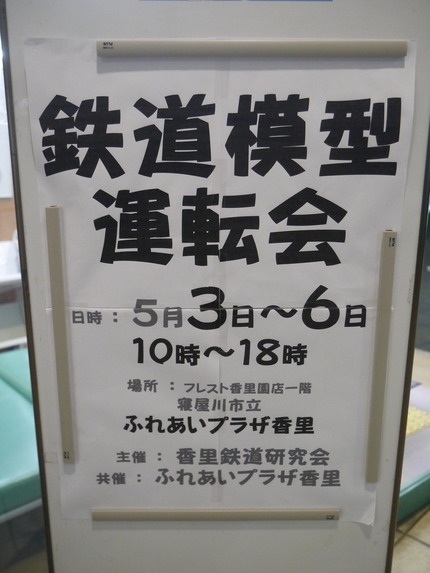 鉄道模型
運転会
日時：5月3日～6日
10時～18時
場所：フレスト香里園店一階
寝屋川市立
ふれあいプラザ香里
主催：香里鉄道研究会
共催：ふれあいプラザ香里